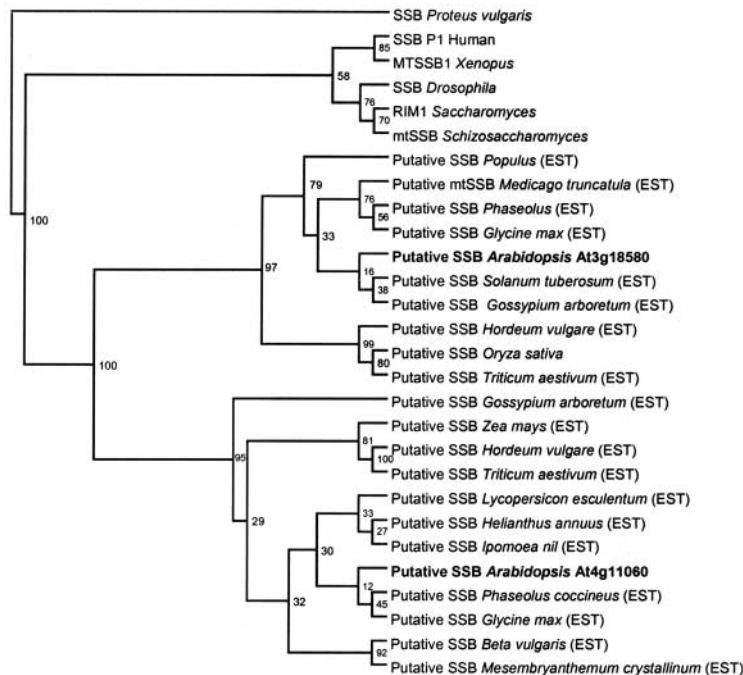 SSB Proteus vulgaris
SSB P1 Human
85
MTSSB1 Xenopus
58
SSB Drosophila
76
RIM1 Saccharomyces
70
mtSSB Schizosaccharomyces
Putative SSB Populus (EST)
79
Putative mtSSB Medicago truncatula (EST)
76
Putative SSB Phaseolus (EST)
56
100
Putative SSB Glycine max (EST)
33
Putative SSB Arabidopsis At3g18580
97
16
Putative SSB Solanum tuberosum (EST)
38
Putative SSB Gossypium arboretum (EST)
Putative SSB Hordeum vulgare (EST)
99
Putative SSB Oryza sativa
100
80
Putative SSB Triticum aestivum (EST)
Putative SSB Gossypium arboretum (EST)
Putative SSB Zea mays (EST)
81
Putative SSB Hordeum vulgare (EST)
95
100
Putative SSB Triticum aestivum (EST)
Putative SSB Lycopersicon esculentum (EST)
33
29
Putative SSB Helianthus annuus (EST)
27
Putative SSB Ipomoea nil (EST)
30
Putative SSB Arabidopsis At4g11060
12
Putative SSB Phaseolus coccineus (EST)
32
45
Putative SSB Glycine max (EST)
Putative SSB Beta vulgaris (EST)
92
Putative SSB Mesembryanthemum crystallinum (EST)